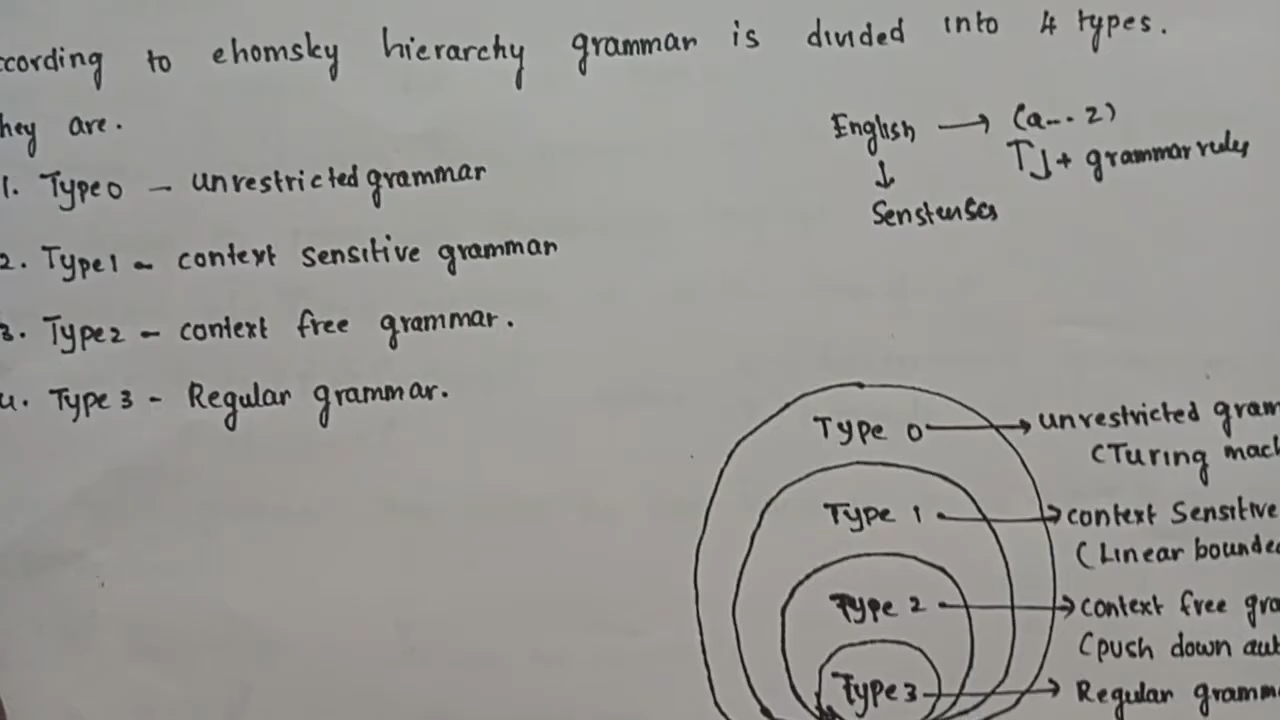 ccording to ehomsky hierarchy grammar is divided into 4 types.
hey are.
1. Type 0 – unrestricted grammar
2. Type 1 – context sensitive grammar
3. Type 2 – context free grammar.
4. Type 3 - Regular grammar.
English → (a... z)
↓ + grammar rules
Senstenses
Type 0 → unrestricted gram
(Turing mach
Type 1 → context Sensitive
(Linear bounde
Type 2 → context free gra
(push down aut
Type 3 → Regular gramm